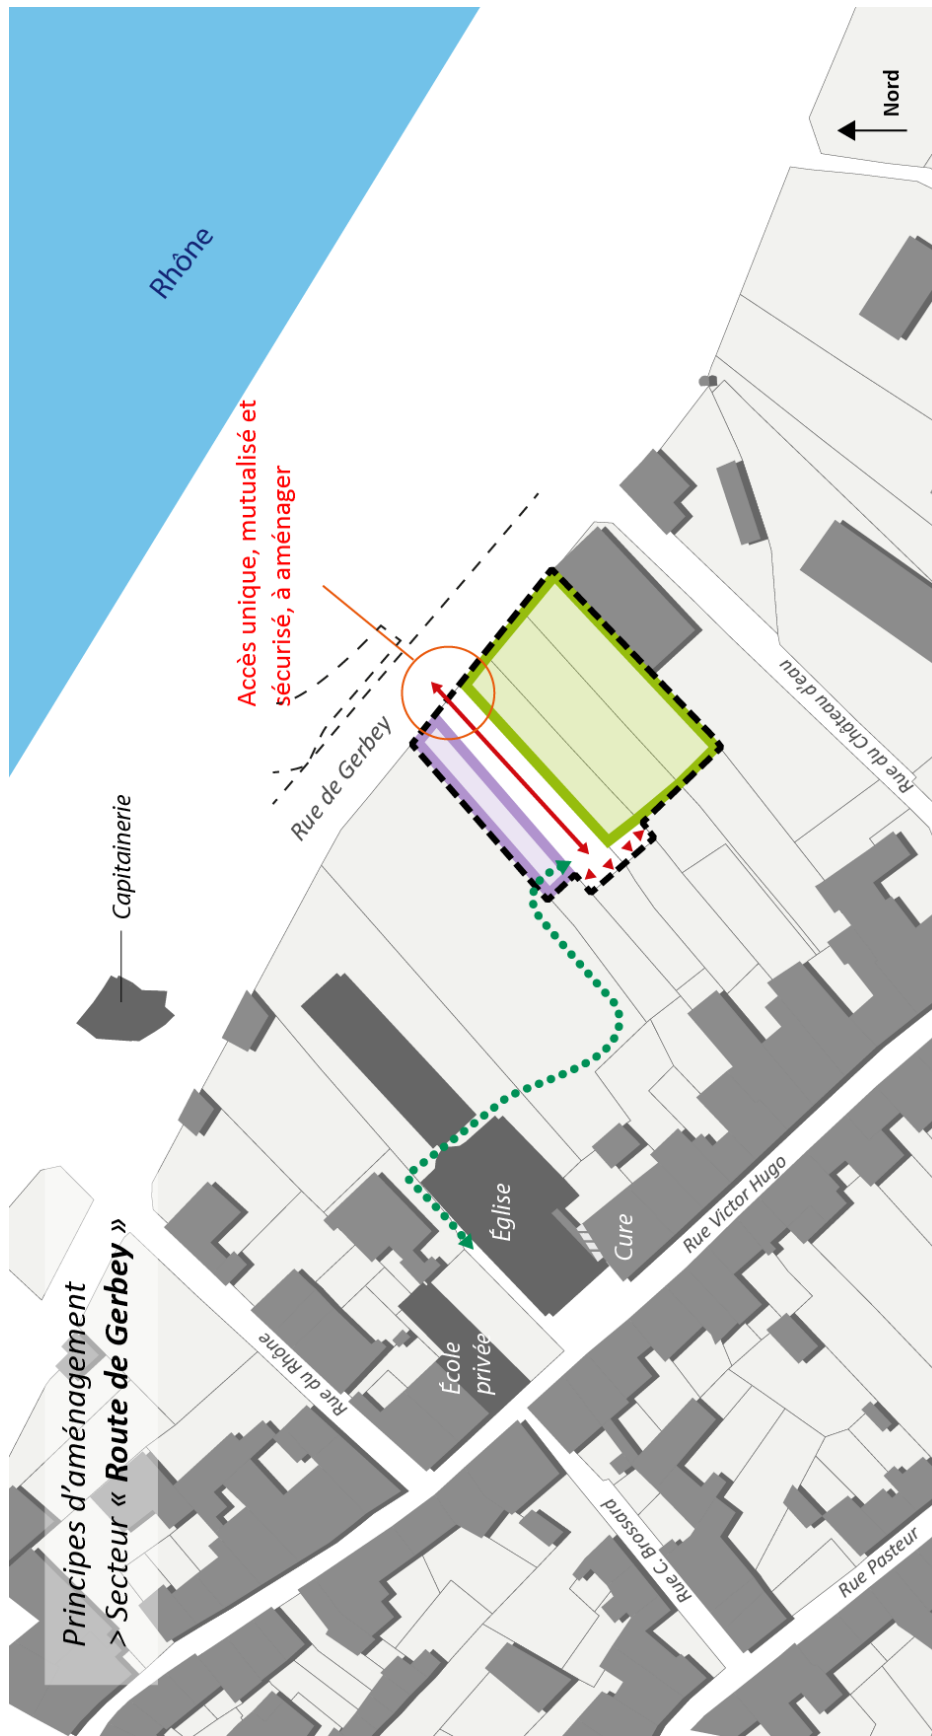 Principes d'aménagement
> Secteur « Route de Gerbey »
Capitainerie
Rhône
Accès unique, mutualisé et
sécurisé, à aménager
Nord
Rue de Gerbey
Rue du Rhône
École
privée
Église
Cure
Rue Victor Hugo
Rue du Château d'eau
Rue C. Brossard
Rue Pasteur